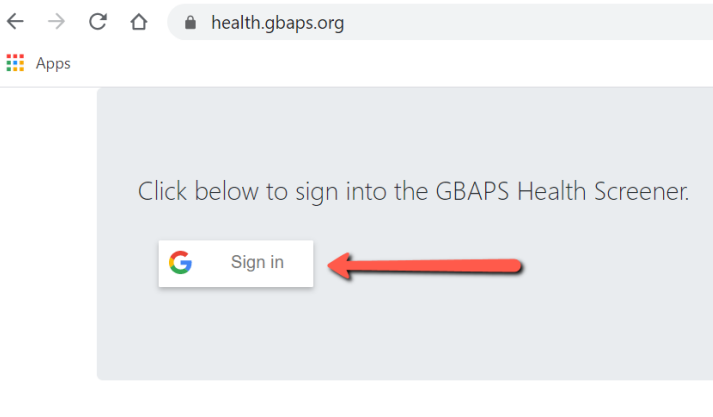 health.gbaps.org
Apps
Click below to sign into the GBAPS Health Screener.
Sign in